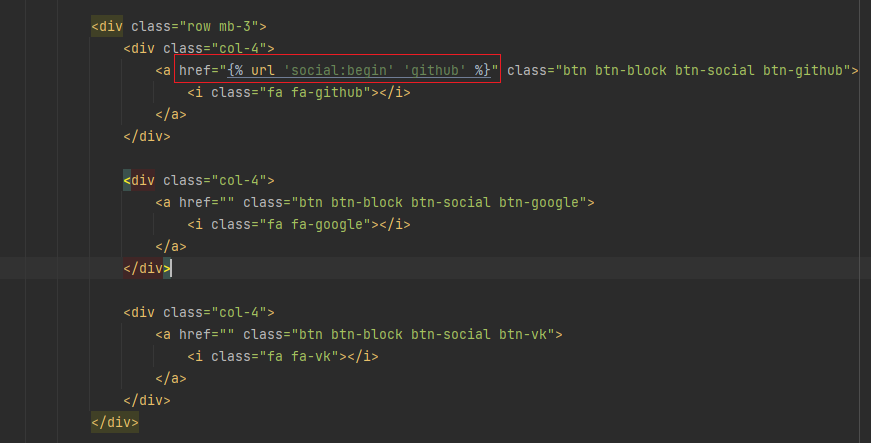 <div class="row mb-3">
<div class="col-4">
<a href="{% url 'social:begin' 'github' %}" class="btn btn-block btn-social btn-github">
<i class="fa fa-github"></i>
</a>
</div>
<div class="col-4">
<a href="" class="btn btn-block btn-social btn-google">
<i class="fa fa-google"></i>
</a>
</div>
<div class="col-4">
<a href="" class="btn btn-block btn-social btn-vk">
<i class="fa fa-vk"></i>
</a>
</div>
</div>